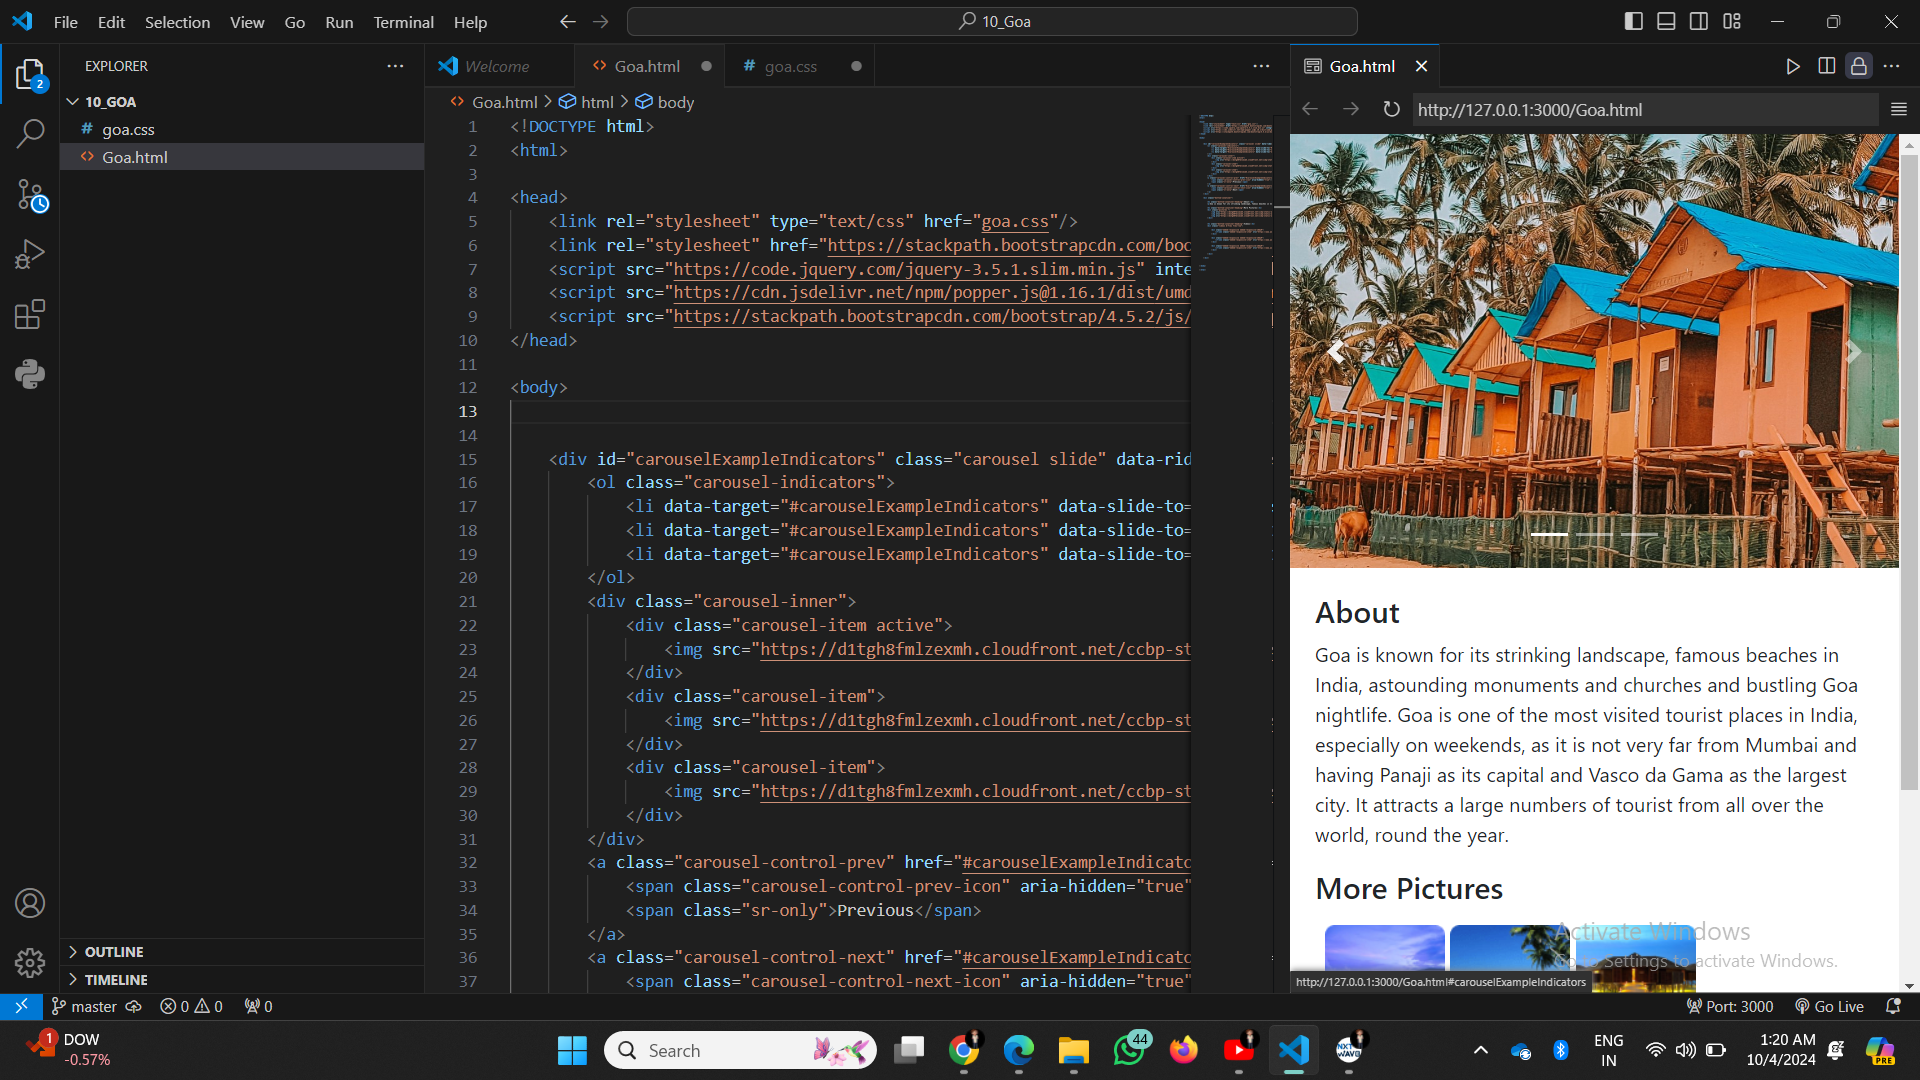 File Edit Selection View Go Run Terminal Help
10_Goa
EXPLORER
10_GOA
# goa.css
<> Goa.html
OUTLINE
TIMELINE
Welcome
<> Goa.html
# goa.css
<> Goa.html > html > body
1 <!DOCTYPE html>
2 <html>
3
4 <head>
5 <link rel="stylesheet" type="text/css" href="goa.css"/>
6 <link rel="stylesheet" href="https://stackpath.bootstrapcdn.com/boo
7 <script src="https://code.jquery.com/jquery-3.5.1.slim.min.js" inte
8 <script src="https://cdn.jsdelivr.net/npm/popper.js@1.16.1/dist/umd
9 <script src="https://stackpath.bootstrapcdn.com/bootstrap/4.5.2/js/
10 </head>
11
12 <body>
13
14
15 <div id="carouselExampleIndicators" class="carousel slide" data-rid
16 <ol class="carousel-indicators">
17 <li data-target="#carouselExampleIndicators" data-slide-to=
18 <li data-target="#carouselExampleIndicators" data-slide-to=
19 <li data-target="#carouselExampleIndicators" data-slide-to=
20 </ol>
21 <div class="carousel-inner">
22 <div class="carousel-item active">
23 <img src="https://d1tgh8fmlzexmh.cloudfront.net/ccbp-st
24 </div>
25 <div class="carousel-item">
26 <img src="https://d1tgh8fmlzexmh.cloudfront.net/ccbp-st
27 </div>
28 <div class="carousel-item">
29 <img src="https://d1tgh8fmlzexmh.cloudfront.net/ccbp-st
30 </div>
31 </div>
32 <a class="carousel-control-prev" href="#carouselExampleIndicato
33 <span class="carousel-control-prev-icon" aria-hidden="true"
34 <span class="sr-only">Previous</span>
35 </a>
36 <a class="carousel-control-next" href="#carouselExampleIndicato
37 <span class="carousel-control-next-icon" aria-hidden="true"
Goa.html
http://127.0.0.1:3000/Goa.html
About
Goa is known for its strinking landscape, famous beaches in
India, astounding monuments and churches and bustling Goa
nightlife. Goa is one of the most visited tourist places in India,
especially on weekends, as it is not very far from Mumbai and
having Panaji as its capital and Vasco da Gama as the largest
city. It attracts a large numbers of tourist from all over the
world, round the year.
More Pictures
Activate Windows
Go to Settings to activate Windows.
http://127.0.0.1:3000/Goa.html#carouselExampleIndicators
2
master
0 0
0
Port: 3000
Go Live
1
DOW
-0.57%
Search
44
NXT
WAVE
ENG
IN
1:20 AM
10/4/2024
PRE